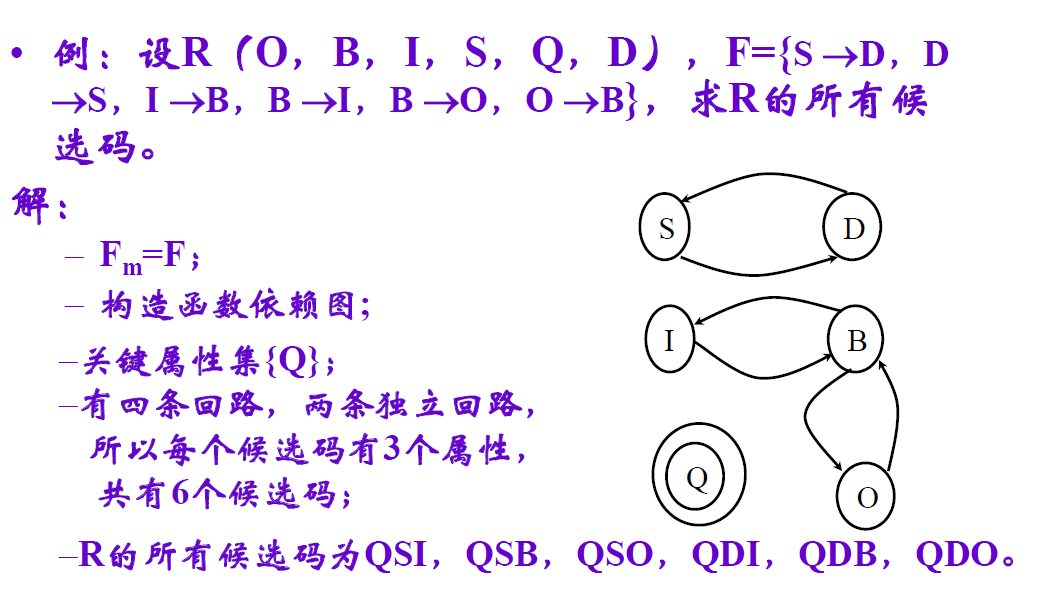 • 例：设R（O，B，I，S，Q，D），F={S →D，D
→S，I →B，B →I，B →O，O →B}，求R的所有候
选码。
解：
– Fm=F；
– 构造函数依赖图;
–关键属性集{Q}；
–有四条回路，两条独立回路，
所以每个候选码有3个属性，
共有6个候选码；
–R的所有候选码为QSI，QSB，QSO，QDI，QDB，QDO。
S
D
I
B
Q
O